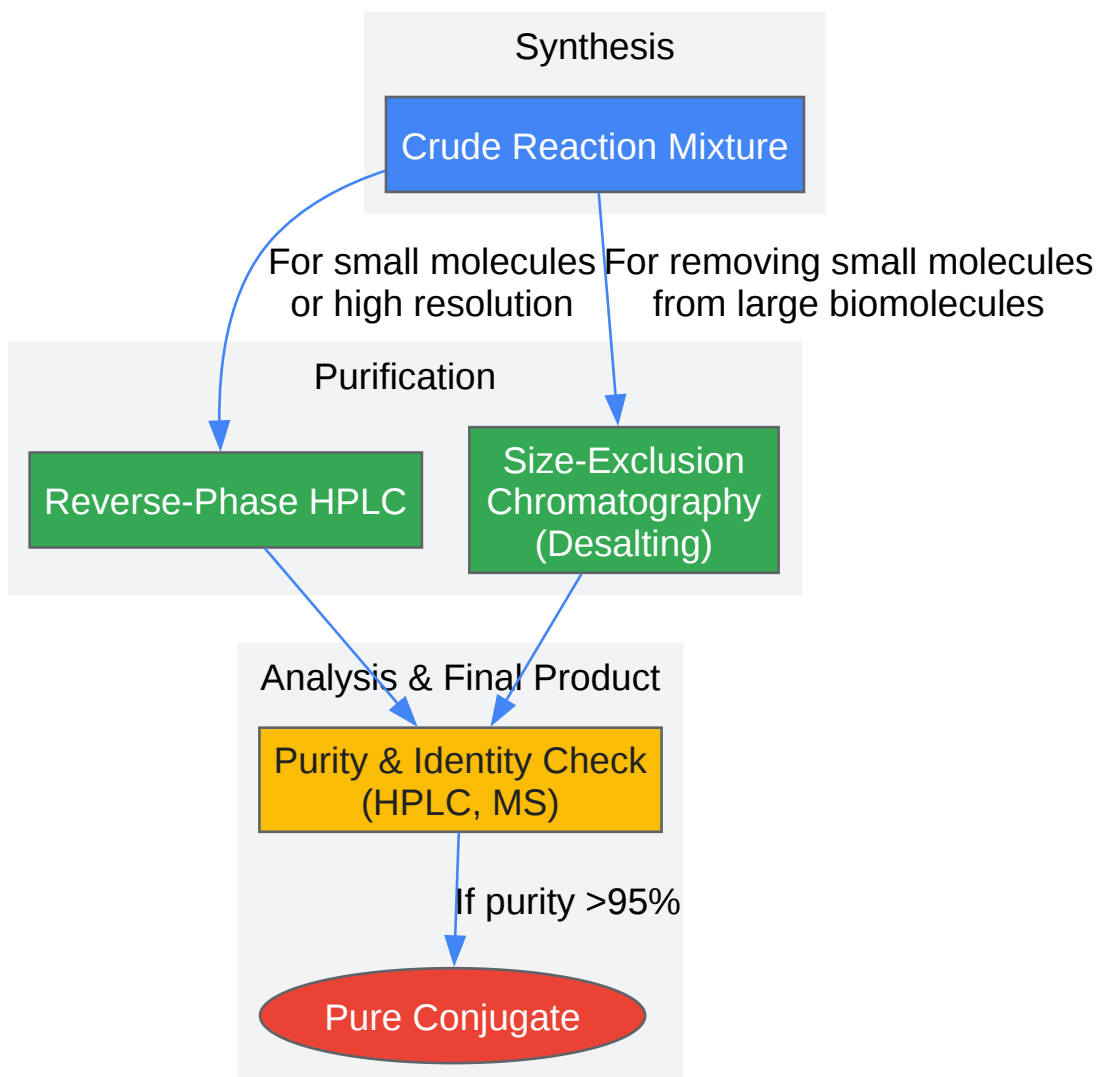 Synthesis
Crude Reaction Mixture
For small molecules
or high resolution
For removing small molecules
from large biomolecules
Purification
Reverse-Phase HPLC
Size-Exclusion
Chromatography
(Desalting)
Analysis & Final Product
Purity & Identity Check
(HPLC, MS)
If purity >95%
Pure Conjugate